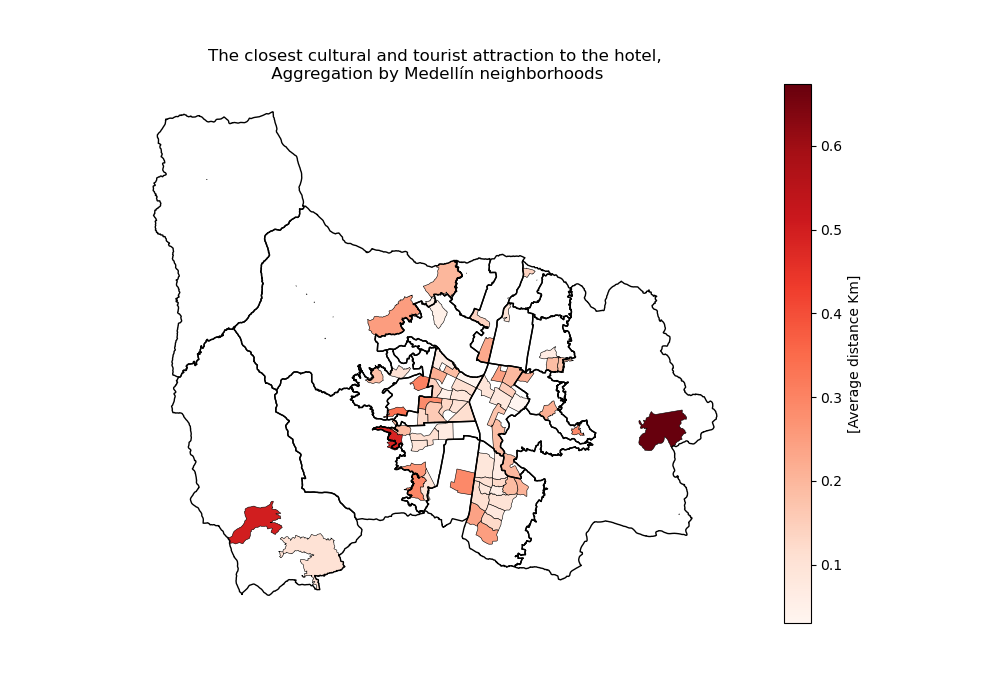 The closest cultural and tourist attraction to the hotel,
Aggregation by Medellín neighborhoods
0.6
0.5
0.4
0.3
0.2
0.1
[Average distance Km]